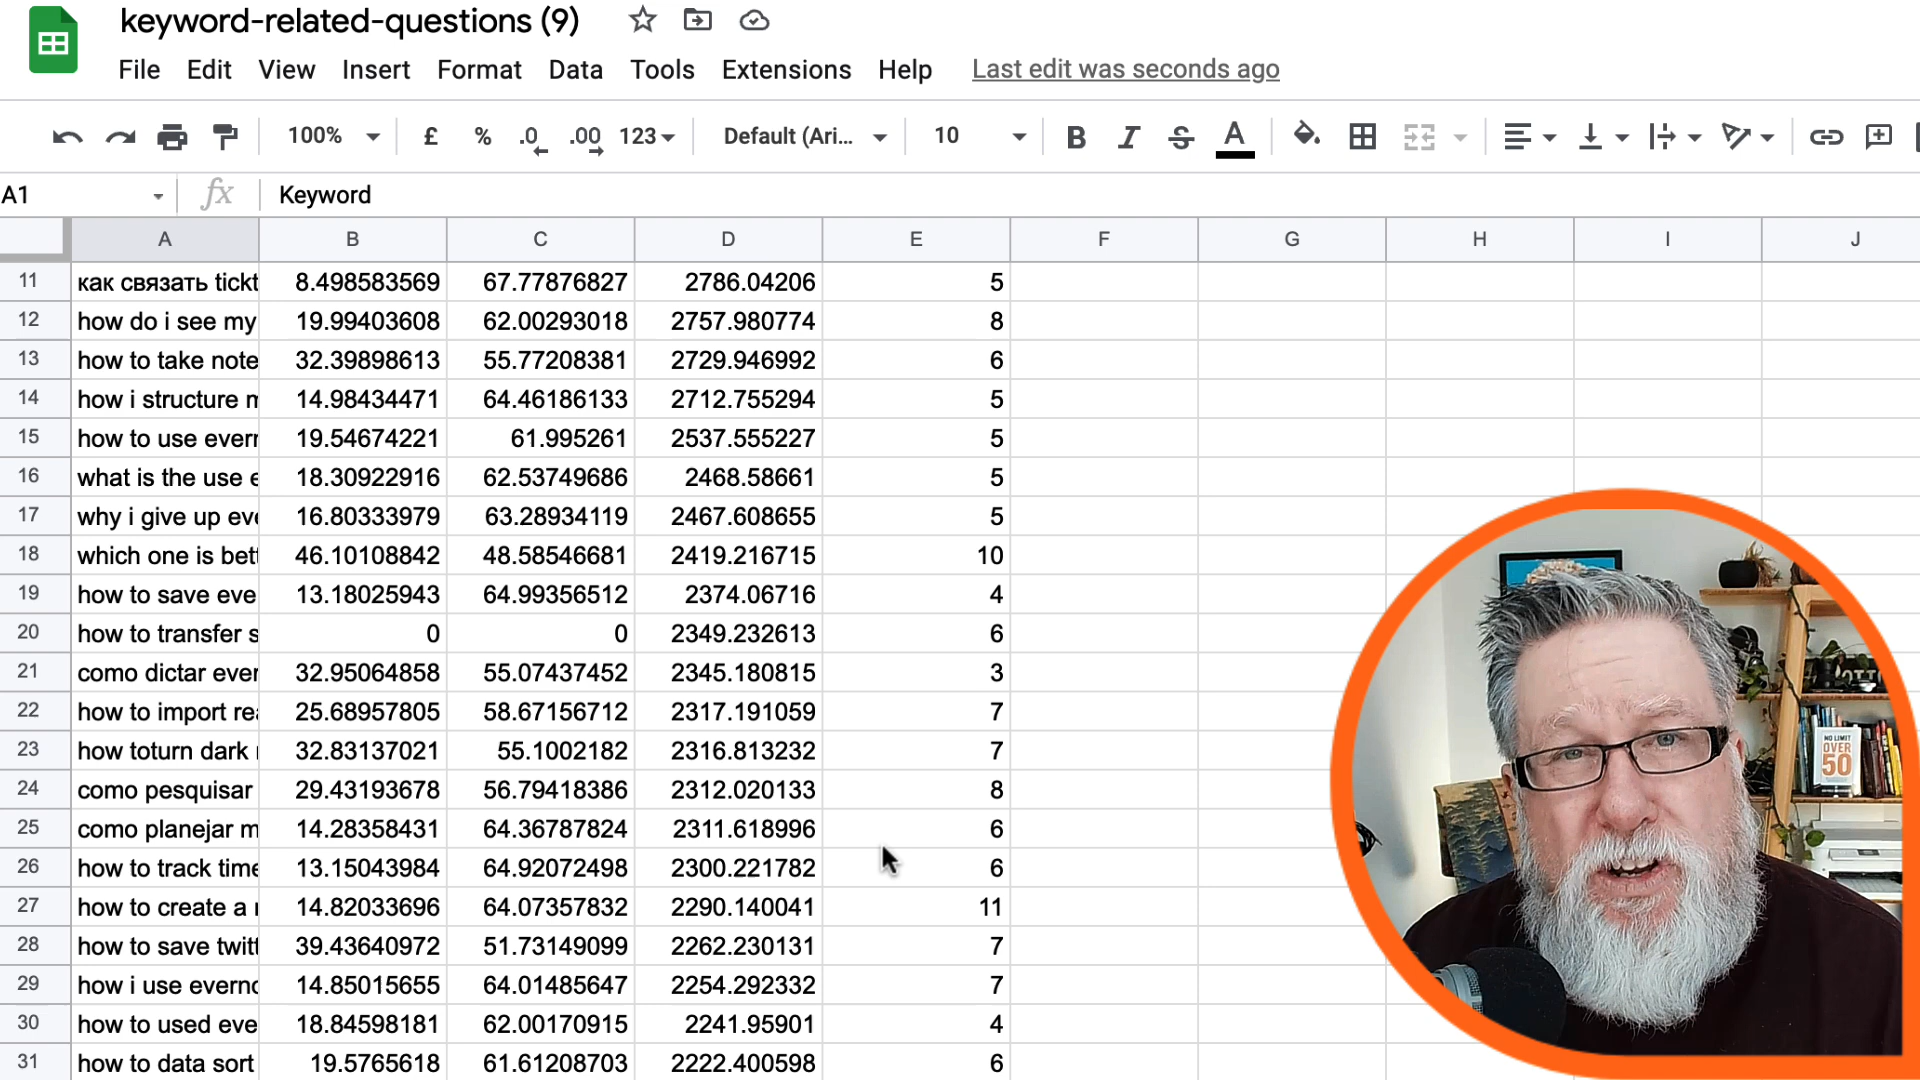 keyword-related-questions (9)
File Edit View Insert Format Data Tools Extensions Help Last edit was seconds ago
100% £ % .0 .00 123 Default (Ari... 10 B I S A
A1 fx Keyword
A B C D E F G H I J
11 как связать tickt 8.498583569 67.77876827 2786.04206 5
12 how do i see my 19.99403608 62.00293018 2757.980774 8
13 how to take note 32.39898613 55.77208381 2729.946992 6
14 how i structure m 14.98434471 64.46186133 2712.755294 5
15 how to use ever 19.54674221 61.995261 2537.555227 5
16 what is the use e 18.30922916 62.53749686 2468.58661 5
17 why i give up eve 16.80333979 63.28934119 2467.608655 5
18 which one is bett 46.10108842 48.58546681 2419.216715 10
19 how to save eve 13.18025943 64.99356512 2374.06716 4
20 how to transfer s 0 0 2349.232613 6
21 como dictar ever 32.95064858 55.07437452 2345.180815 3
22 how to import rea 25.68957805 58.67156712 2317.191059 7
23 how toturn dark 32.83137021 55.1002182 2316.813232 7
24 como pesquisar 29.43193678 56.79418386 2312.020133 8
25 como planejar m 14.28358431 64.36787824 2311.618996 6
26 how to track time 13.15043984 64.92072498 2300.221782 6
27 how to create a 14.82033696 64.07357832 2290.140041 11
28 how to save twitt 39.43640972 51.73149099 2262.230131 7
29 how i use everno 14.85015655 64.01485647 2254.292332 7
30 how to used eve 18.84598181 62.00170915 2241.95901 4
31 how to data sort 19.5765618 61.61208703 2222.400598 6
NO LIMIT
OVER
50